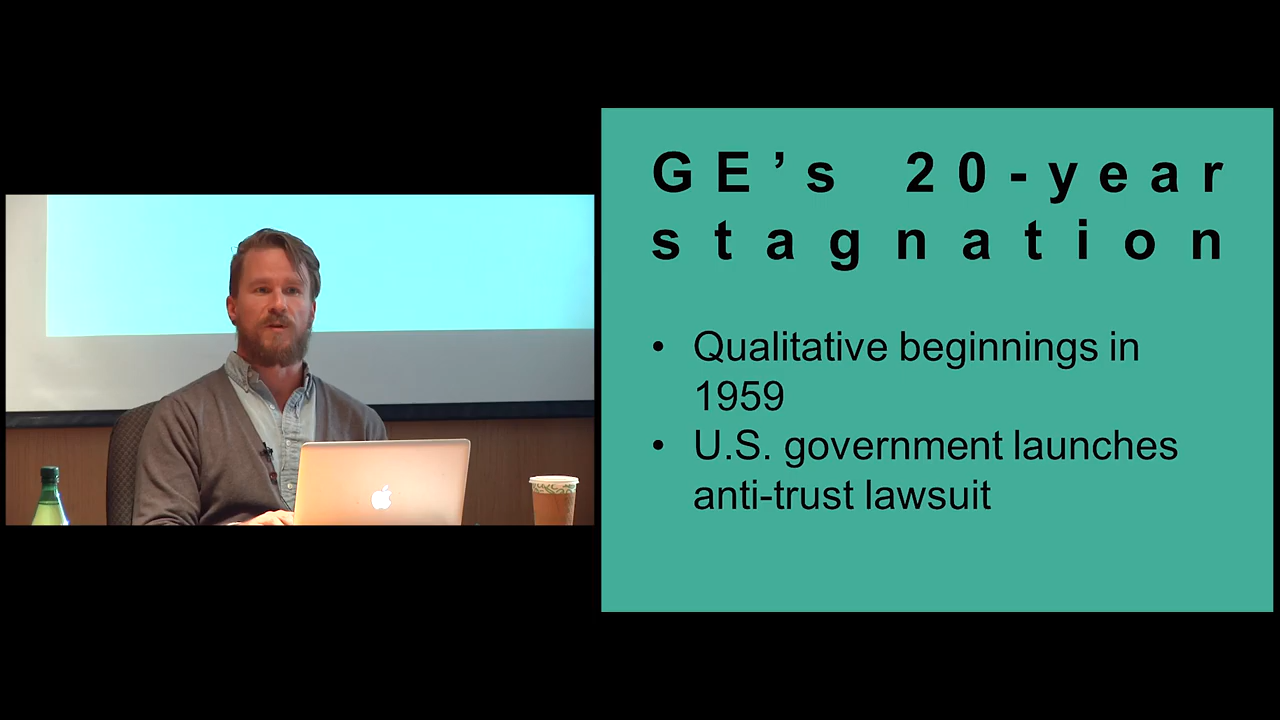 GE’s 20-year
stagnation
• Qualitative beginnings in
1959
• U.S. government launches
anti-trust lawsuit